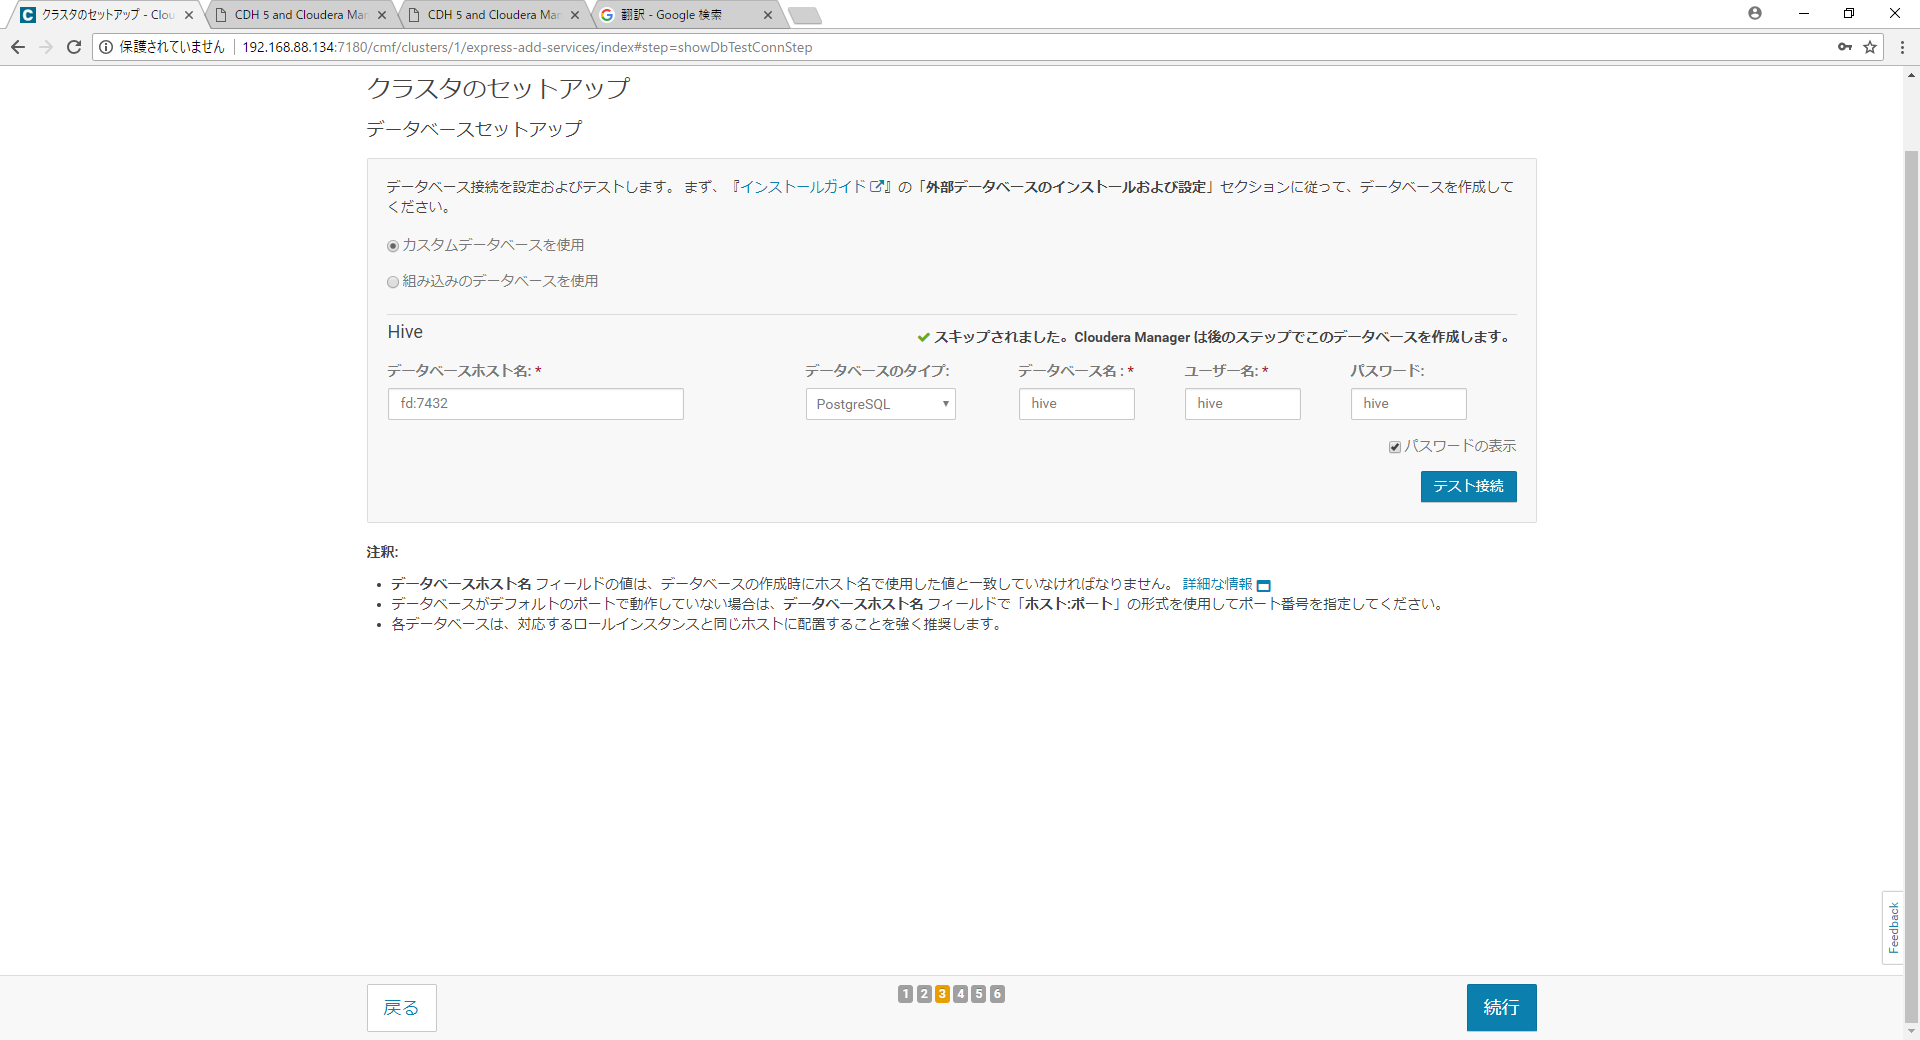 クラスタのセットアップ - Clou
CDH 5 and Cloudera Man
CDH 5 and Cloudera Man
翻訳 - Google 検索
保護されていません
192.168.88.134:7180/cmf/clusters/1/express-add-services/index#step=showDbTestConnStep
クラスタのセットアップ
データベースセットアップ
データベース接続を設定およびテストします。 まず、『インストールガイド』の「外部データベースのインストールおよび設定」セクションに従って、データベースを作成して
ください。
カスタムデータベースを使用
組み込みのデータベースを使用
Hive
スキップされました。Cloudera Manager は後のステップでこのデータベースを作成します。
データベースホスト名: * データベースのタイプ: データベース名 : * ユーザー名: * パスワード:
fd:7432 PostgreSQL hive hive hive
パスワードの表示
テスト接続
注釈:
データベースホスト名 フィールドの値は、データベースの作成時にホスト名で使用した値と一致していなければなりません。 詳細な情報
データベースがデフォルトのポートで動作していない場合は、データベースホスト名 フィールドで「ホスト:ポート」の形式を使用してポート番号を指定してください。
各データベースは、対応するロールインスタンスと同じホストに配置することを強く推奨します。
Feedback
戻る
1 2 3 4 5 6
続行